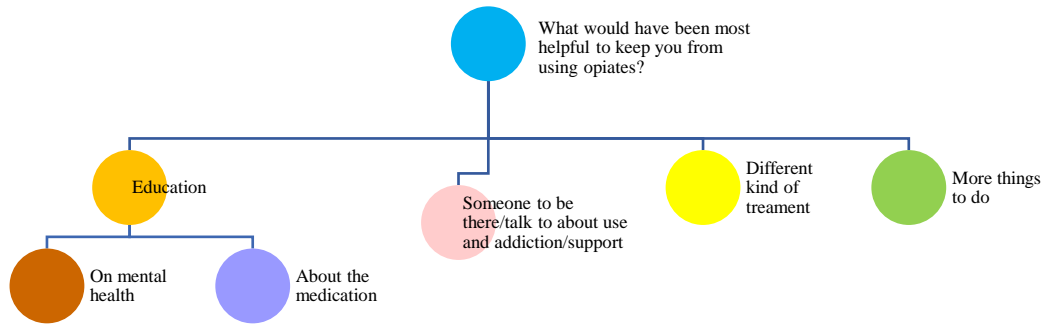 What would have been most
helpful to keep you from
using opiates?
Education
Someone to be
there/talk to about use
and addiction/support
Different
kind of
treament
More things
to do
On mental
health
About the
medication